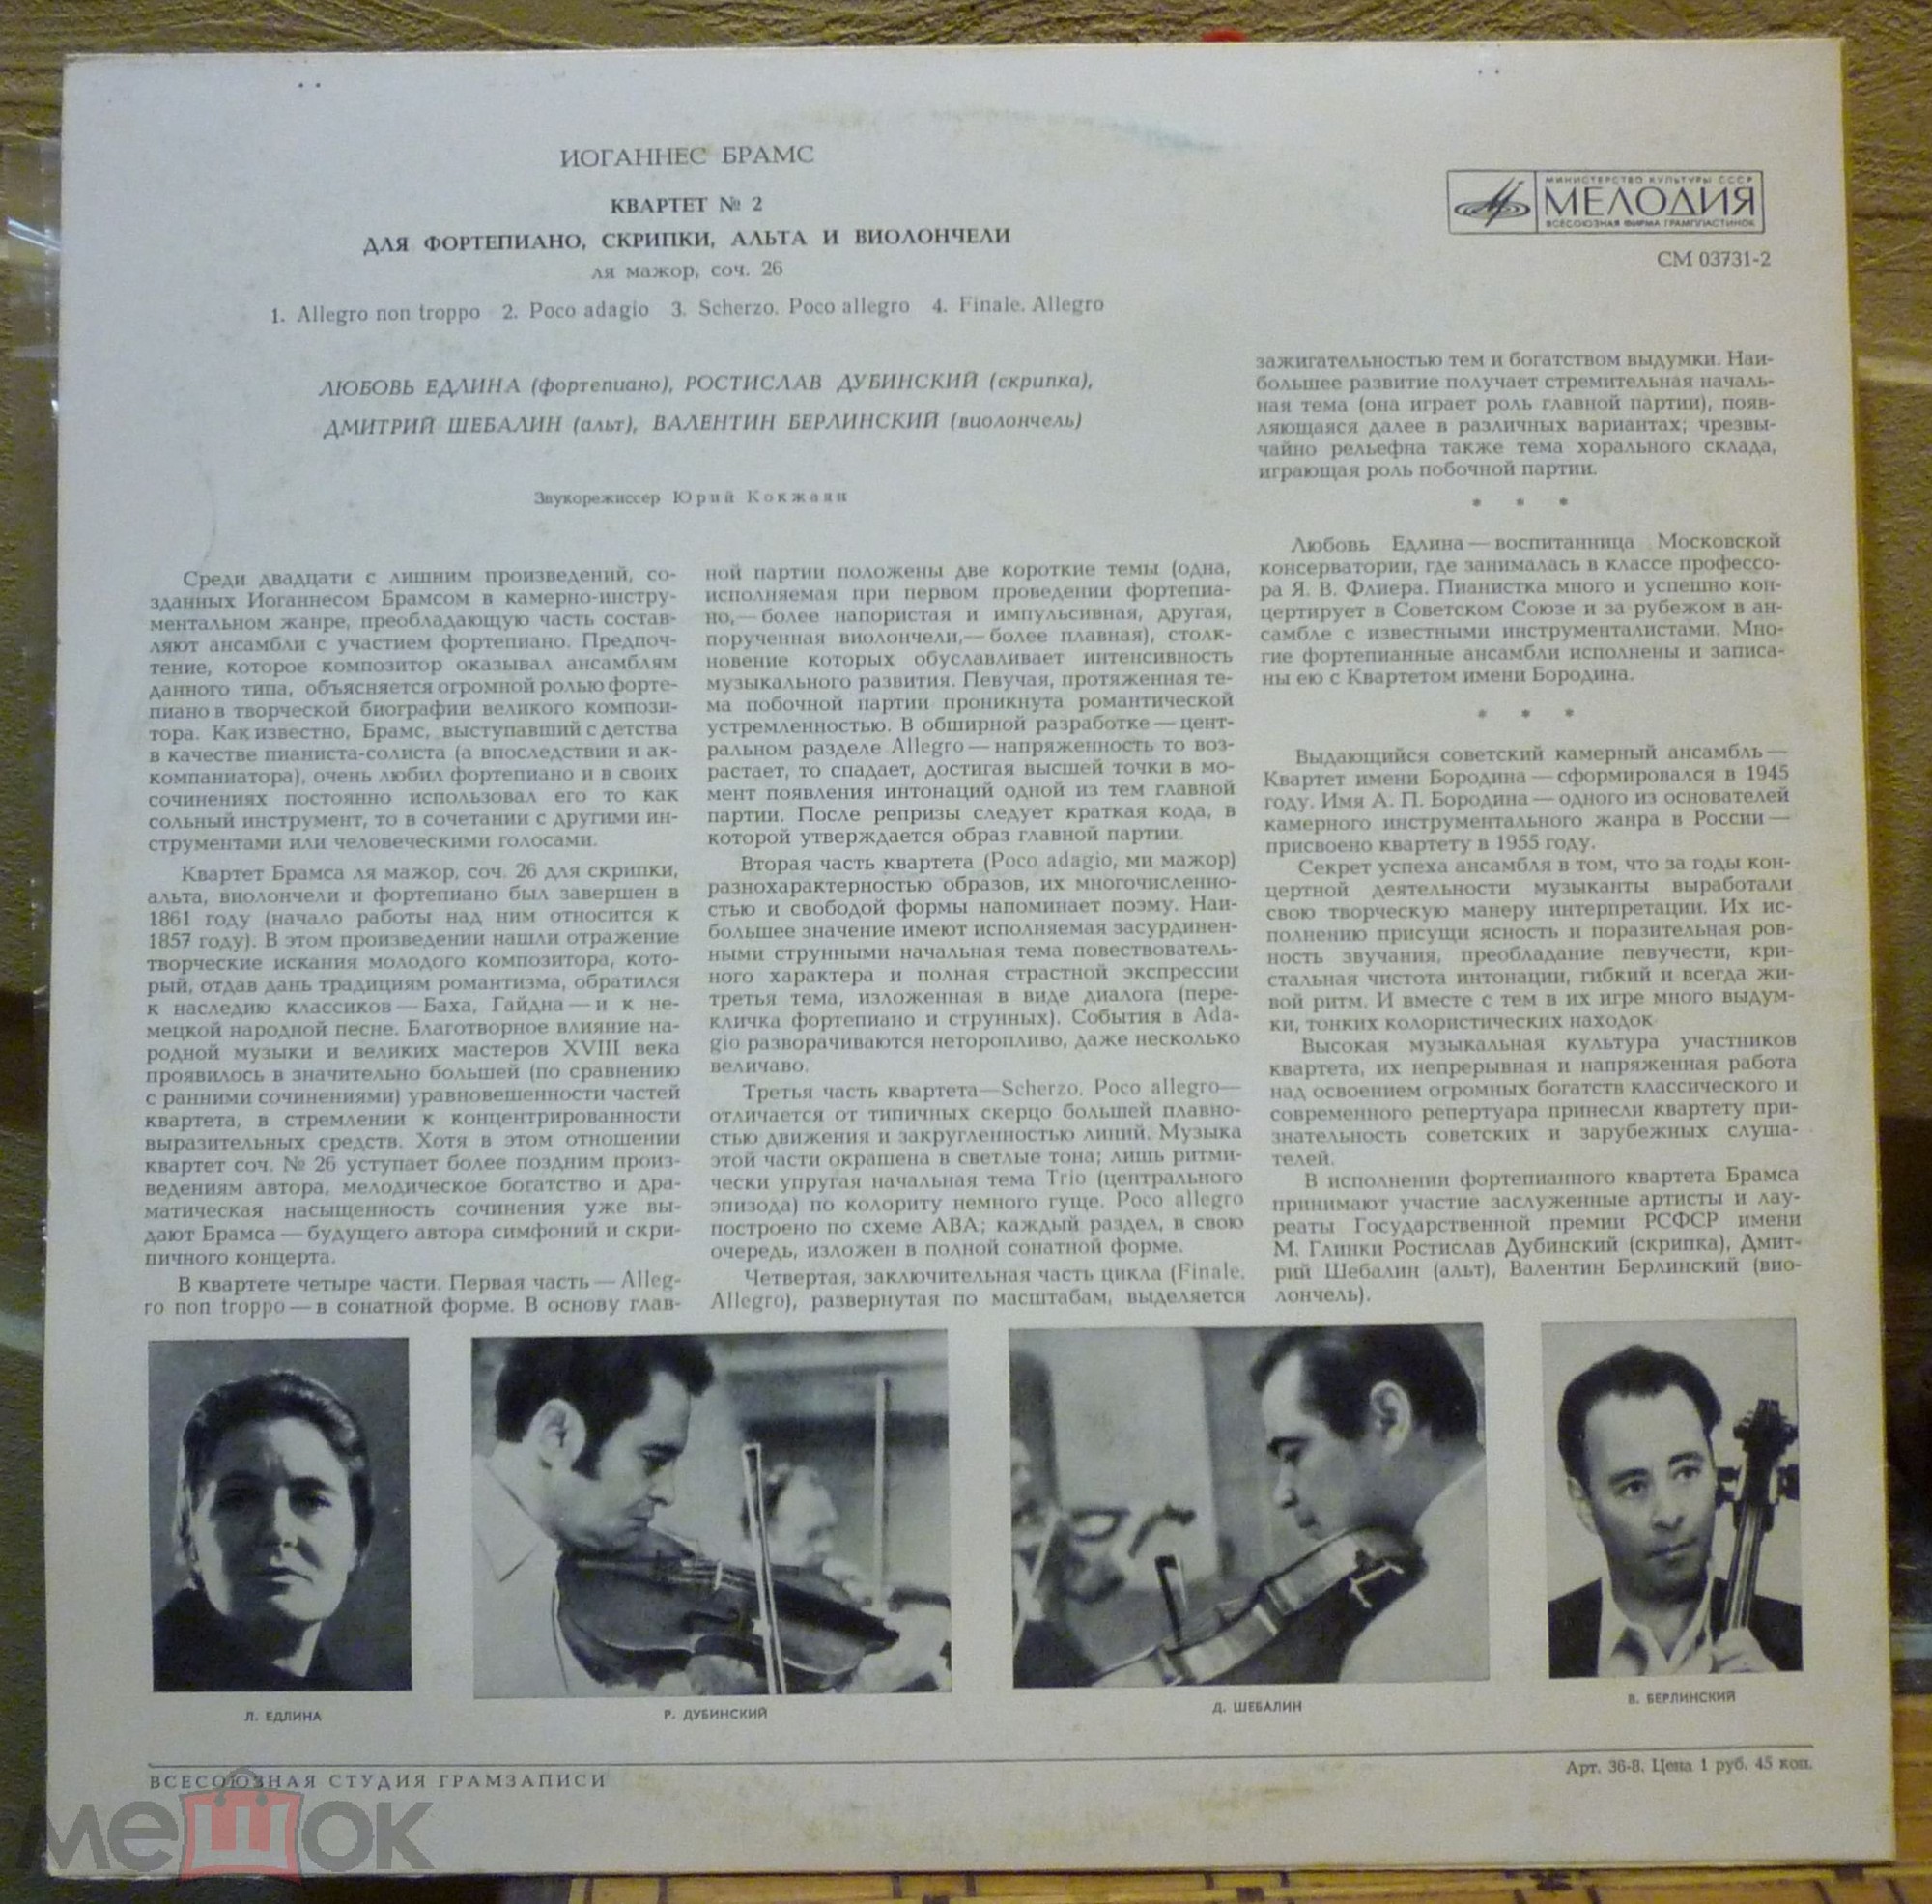 ИОГАННЕС БРАМС
КВАРТЕТ № 2
ДЛЯ ФОРТЕПИАНО, СКРИПКИ, АЛЬТА И ВИОЛОНЧЕЛИ
ля мажор, соч. 26
1. Allegro non troppo 2. Poco adagio 3. Scherzo. Poco allegro 4. Finale. Allegro
ЛЮБОВЬ ЕДЛИНА (фортепиано), РОСТИСЛАВ ДУБИНСКИЙ (скрипка),
ДМИТРИЙ ШЕБАЛИН (альт), ВАЛЕНТИН БЕРЛИНСКИЙ (виолончель)
Звукорежиссер Юрий Кокжаян
МИНИСТЕРСТВО КУЛЬТУРЫ СССР
МЕЛОДИЯ
ВСЕСОЮЗНАЯ ФИРМА ГРАМПЛАСТИНОК
СМ 03731-2
Среди двадцати с лишним произведений, со-
зданных Иоганнесом Брамсом в камерно-инстру-
ментальном жанре, преобладающую часть состав-
ляют ансамбли с участием фортепиано. Предпоч-
тение, которое композитор оказывал ансамблям
данного типа, объясняется огромной ролью форте-
пиано в творческой биографии великого компози-
тора. Как известно, Брамс, выступавший с детства
в качестве пианиста-солиста (а впоследствии и ак-
компаниатора), очень любил фортепиано и в своих
сочинениях постоянно использовал его то как
сольный инструмент, то в сочетании с другими ин-
струментами или человеческими голосами.
Квартет Брамса ля мажор, соч. 26 для скрипки,
альта, виолончели и фортепиано был завершен в
1861 году (начало работы над ним относится к
1857 году). В этом произведении нашли отражение
творческие искания молодого композитора, кото-
рый, отдав дань традициям романтизма, обратился
к наследию классиков — Баха, Гайдна — и к не-
мецкой народной песне. Благотворное влияние на-
родной музыки и великих мастеров XVIII века
проявилось в значительно большей (по сравнению
с ранними сочинениями) уравновешенности частей
квартета, в стремлении к концентрированности
выразительных средств. Хотя в этом отношении
квартет соч. № 26 уступает более поздним произ-
ведениям автора, мелодическое богатство и дра-
матическая насыщенность сочинения уже вы-
дают Брамса — будущего автора симфоний и скри-
пичного концерта.
В квартете четыре части. Первая часть — Alleg-
ro non troppo — в сонатной форме. В основу глав-
ной партии положены две короткие темы (одна,
исполняемая при первом проведении фортепиа-
но,— более напористая и импульсивная, другая,
порученная виолончели,— более плавная), столк-
новение которых обуславливает интенсивность
музыкального развития. Певучая, протяженная те-
ма побочной партии проникнута романтической
устремленностью. В обширной разработке — цент-
ральном разделе Allegro — напряженность то воз-
растает, то спадает, достигая высшей точки в мо-
мент появления интонаций одной из тем главной
партии. После репризы следует краткая кода, в
которой утверждается образ главной партии.
Вторая часть квартета (Poco adagio, ми мажор)
разнохарактерностью образов, их многочисленно-
стью и свободой формы напоминает поэму. Наи-
большее значение имеют исполняемая засурдинен-
ными струнными начальная тема повествователь-
ного характера и полная страстной экспрессии
третья тема, изложенная в виде диалога (пере-
кличка фортепиано и струнных). События в Ada-
gio разворачиваются неторопливо, даже несколько
величаво.
Третья часть квартета—Scherzo. Poco allegro—
отличается от типичных скерцо большей плавно-
стью движения и закругленностью линий. Музыка
этой части окрашена в светлые тона; лишь ритми-
чески упругая начальная тема Trio (центрального
эпизода) по колориту немного гуще. Poco allegro
построено по схеме АВА; каждый раздел, в свою
очередь, изложен в полной сонатной форме.
Четвертая, заключительная часть цикла (Finale.
Allegro), развернутая по масштабам, выделяется
зажигательностью тем и богатством выдумки. Наи-
большее развитие получает стремительная началь-
ная тема (она играет роль главной партии), появ-
ляющаяся далее в различных вариантах; чрезвы-
чайно рельефна также тема хорального склада,
играющая роль побочной партии.
* * *
Любовь Едлина — воспитанница Московской
консерватории, где занималась в классе профессо-
ра Я. В. Флиера. Пианистка много и успешно кон-
цертирует в Советском Союзе и за рубежом в ан-
самбле с известными инструменталистами. Мно-
гие фортепианные ансамбли исполнены и записа-
ны ею с Квартетом имени Бородина.
* * *
Выдающийся советский камерный ансамбль —
Квартет имени Бородина — сформировался в 1945
году. Имя А. П. Бородина — одного из основателей
камерного инструментального жанра в России —
присвоено квартету в 1955 году.
Секрет успеха ансамбля в том, что за годы кон-
цертной деятельности музыканты выработали
свою творческую манеру интерпретации. Их ис-
полнению присущи ясность и поразительная ров-
ность звучания, преобладание певучести, кри-
стальная чистота интонации, гибкий и всегда жи-
вой ритм. И вместе с тем в их игре много выдум-
ки, тонких колористических находок
Высокая музыкальная культура участников
квартета, их непрерывная и напряженная работа
над освоением огромных богатств классического и
современного репертуара принесли квартету при-
знательность советских и зарубежных слуша-
телей.
В исполнении фортепианного квартета Брамса
принимают участие заслуженные артисты и лау-
реаты Государственной премии РСФСР имени
М. Глинки Ростислав Дубинский (скрипка), Дмит-
рий Шебалин (альт), Валентин Берлинский (вио-
лончель).
Л. ЕДЛИНА
Р. ДУБИНСКИЙ
Д. ШЕБАЛИН
В. БЕРЛИНСКИЙ
ВСЕСОЮЗНАЯ СТУДИЯ ГРАМЗАПИСИ
Арт. 36-8. Цена 1 руб. 45 коп.
мешок